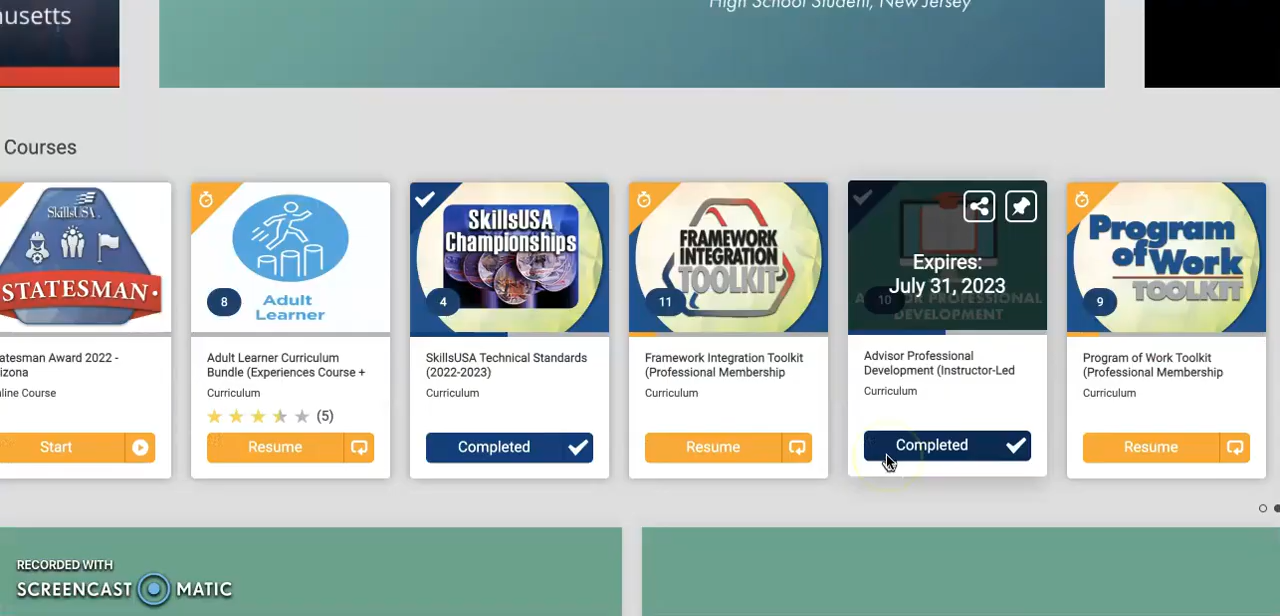 usetts
High School Student, New Jersey
Courses
SkillsUSA
STATESMAN
atesman Award 2022 -
izona
line Course
Start
8
Adult
Learner
Adult Learner Curriculum
Bundle (Experiences Course +
Curriculum
(5)
Resume
SkillsUSA
Championships
4
SkillsUSA Technical Standards
(2022-2023)
Curriculum
Completed
FRAMEWORK
INTEGRATION
TOOLKIT
11
Framework Integration Toolkit
(Professional Membership
Curriculum
Resume
Expires:
July 31, 2023
10
PROFESSIONAL
DEVELOPMENT
Advisor Professional
Development (Instructor-Led
Curriculum
Completed
Program
of Work
TOOLKIT
9
Program of Work Toolkit
(Professional Membership
Curriculum
Resume
RECORDED WITH
SCREENCAST MATIC